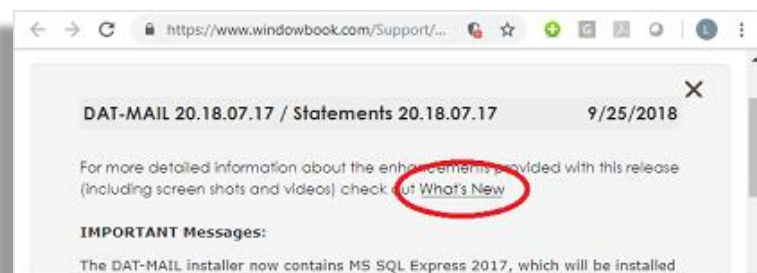 https://www.windowbook.com/Support/...
DAT-MAIL 20.18.07.17 / Statements 20.18.07.17 9/25/2018
For more detailed information about the enhancements provided with this release
(including screen shots and videos) check out What's New
IMPORTANT Messages:
The DAT-MAIL installer now contains MS SQL Express 2017, which will be installed